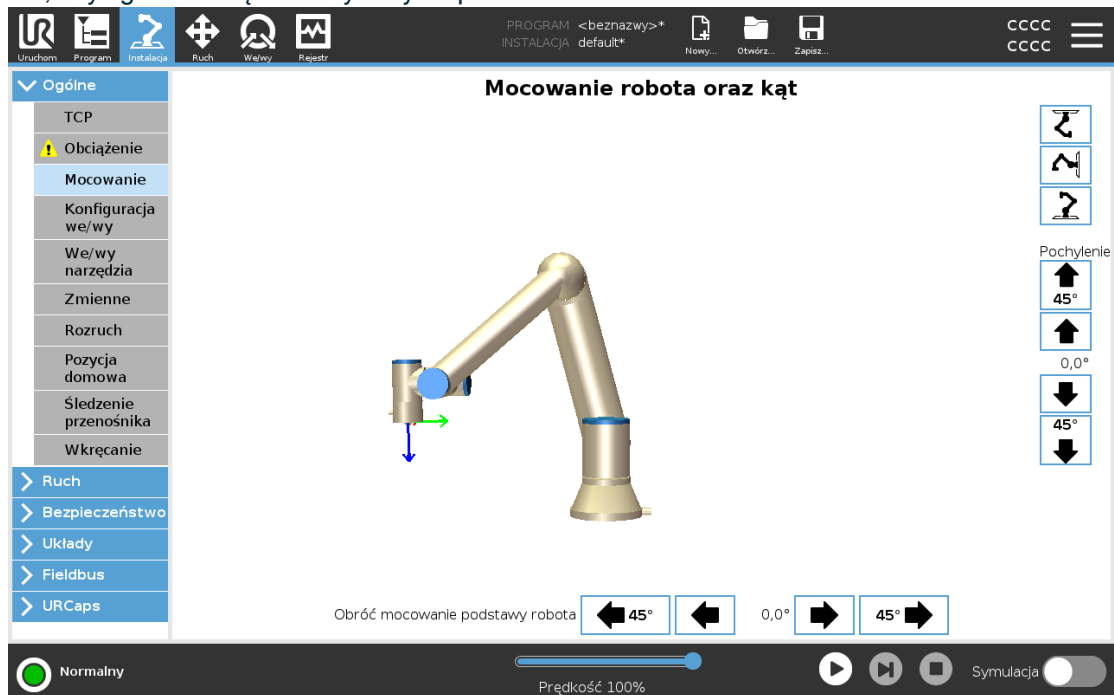 PROGRAM <beznazwy>*
INSTALACJA default*
UR
Uruchom Program Instalacja Ruch We/wy Rejestr
Nowy... Otwórz... Zapisz...
cccc
cccc
Ogólne
TCP
Obciążenie
Mocowanie
Konfiguracja
we/wy
We/wy
narzędzia
Zmienne
Rozruch
Pozycja
domowa
Śledzenie
przenośnika
Wkręcanie
Ruch
Bezpieczeństwo
Układy
Fieldbus
URCaps
Mocowanie robota oraz kąt
Pochylenie
45°
0,0°
45°
Obróć mocowanie podstawy robota 45° 0,0° 45°
Normalny
Prędkość 100%
Symulacja